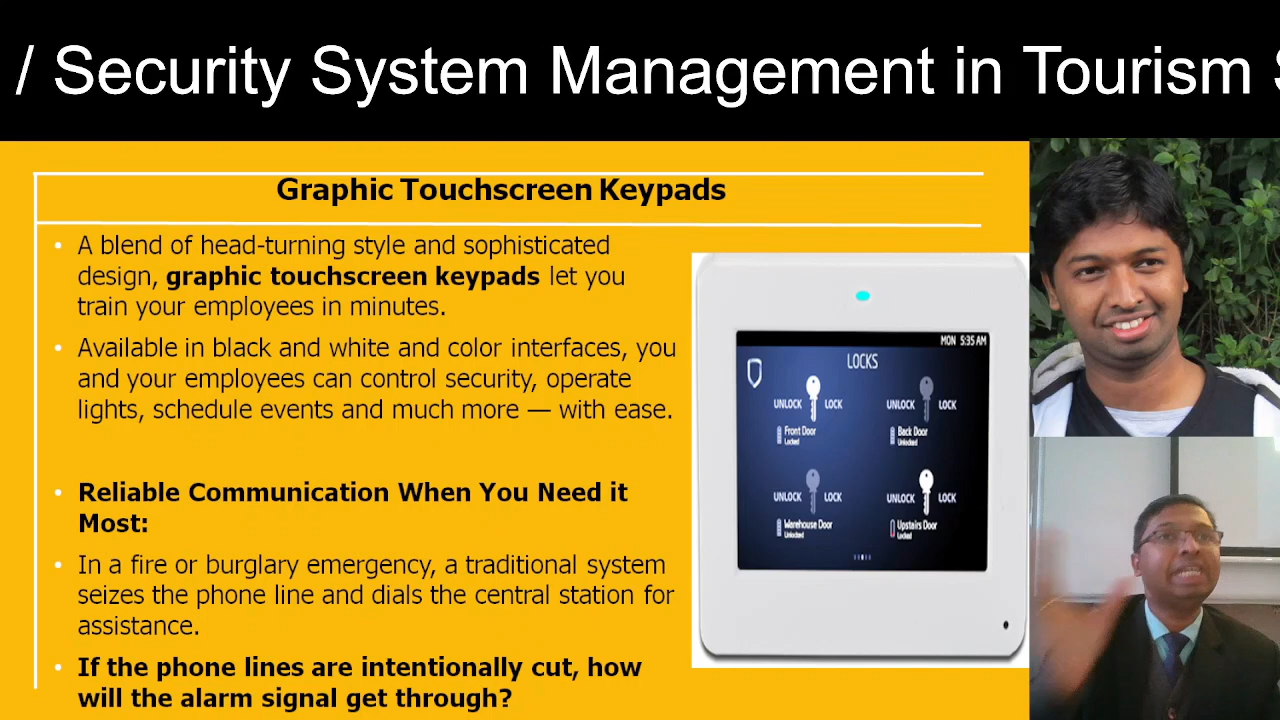 / Security System Management in Tourism
Graphic Touchscreen Keypads
• A blend of head-turning style and sophisticated
design, graphic touchscreen keypads let you
train your employees in minutes.
• Available in black and white and color interfaces, you
and your employees can control security, operate
lights, schedule events and much more — with ease.
• Reliable Communication When You Need it
Most:
• In a fire or burglary emergency, a traditional system
seizes the phone line and dials the central station for
assistance.
• If the phone lines are intentionally cut, how
will the alarm signal get through?
MON 5:35 AM
LOCKS
UNLOCK LOCK UNLOCK LOCK
Front Door Back Door
Locked Unlocked
UNLOCK LOCK UNLOCK LOCK
Warehouse Door Upstairs Door
Unlocked Locked